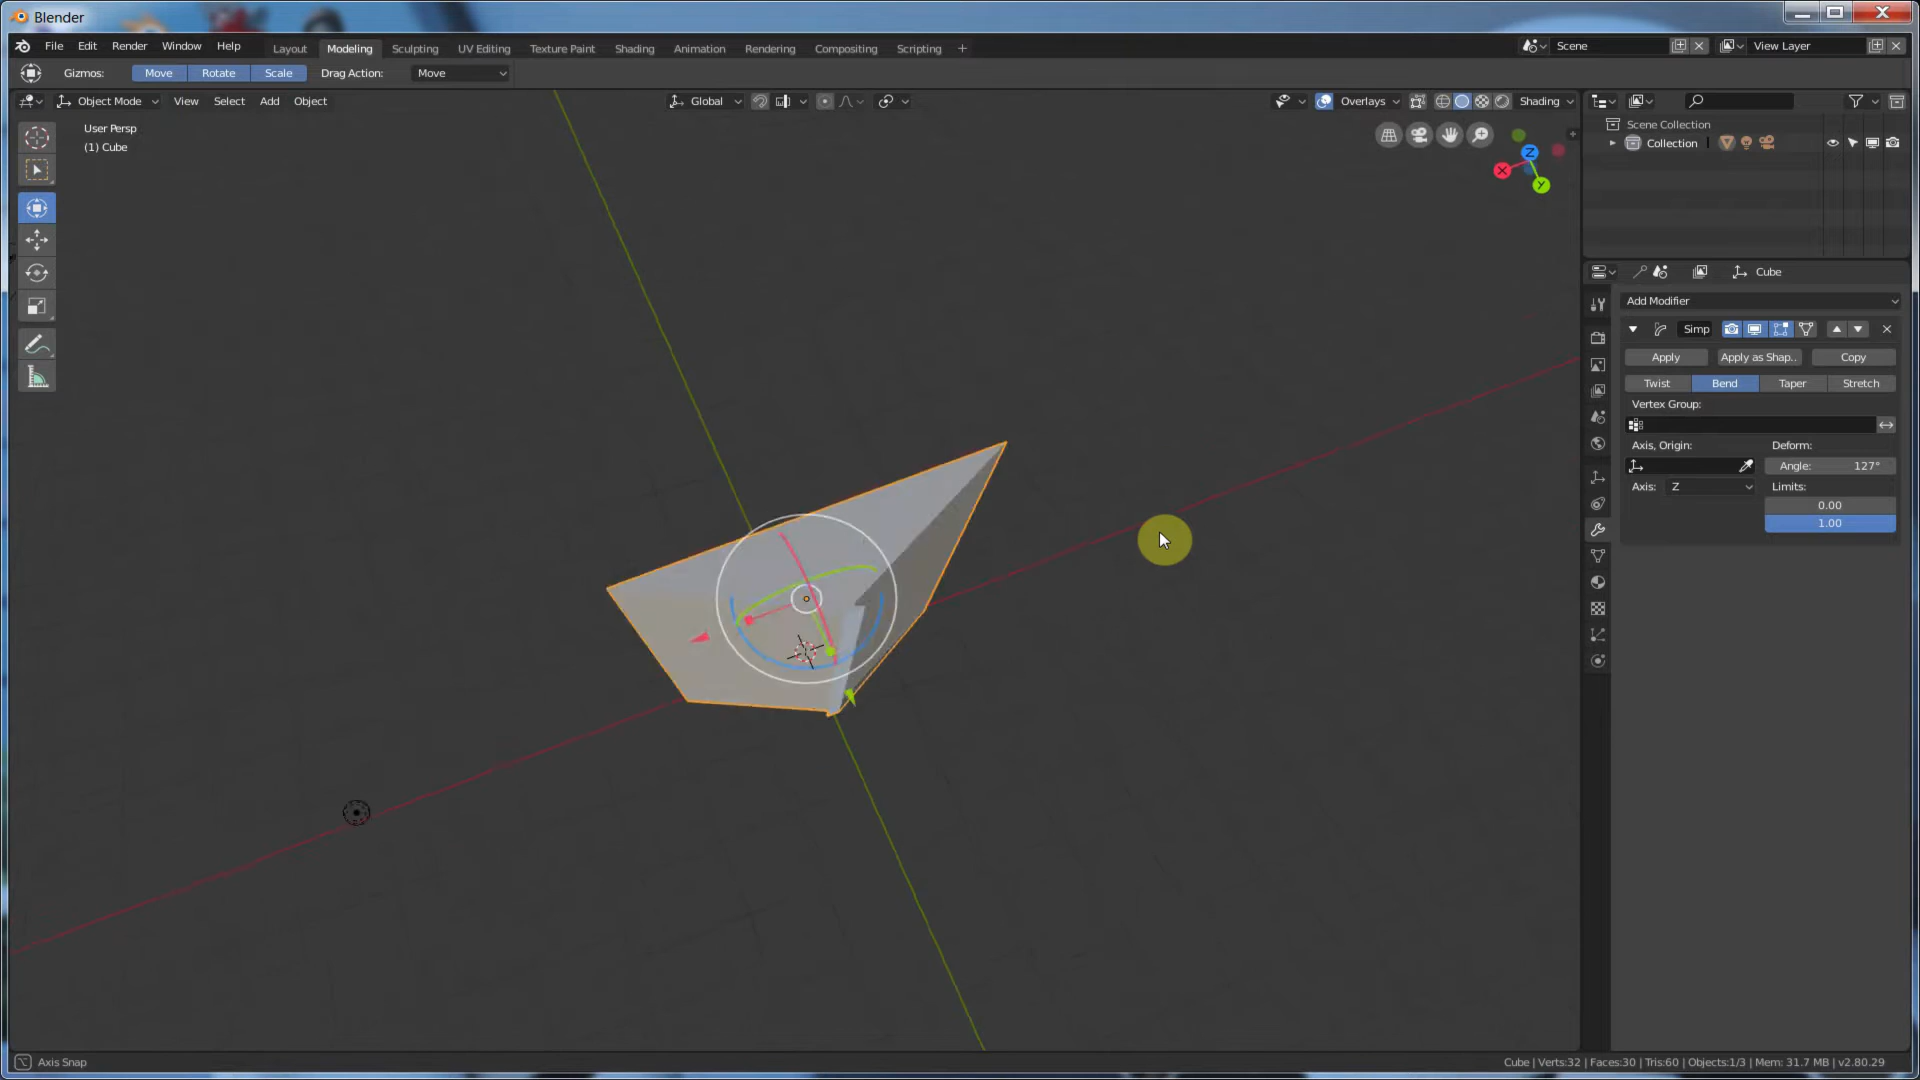 Blender
File Edit Render Window Help
Layout Modeling Sculpting UV Editing Texture Paint Shading Animation Rendering Compositing Scripting +
Scene
View Layer
Gizmos: Move Rotate Scale Drag Action: Move
Object Mode View Select Add Object
Global
Overlays
Shading
User Persp
(1) Cube
Z
X
Y
Scene Collection
Collection
Cube
Add Modifier
Simp
Apply Apply as Shap.. Copy
Twist Bend Taper Stretch
Vertex Group:
Axis, Origin: Deform:
Angle: 127°
Axis: Z Limits:
0.00
1.00
Axis Snap
Cube | Verts:32 | Faces:30 | Tris:60 | Objects:1/3 | Mem: 31.7 MB | v2.80.29